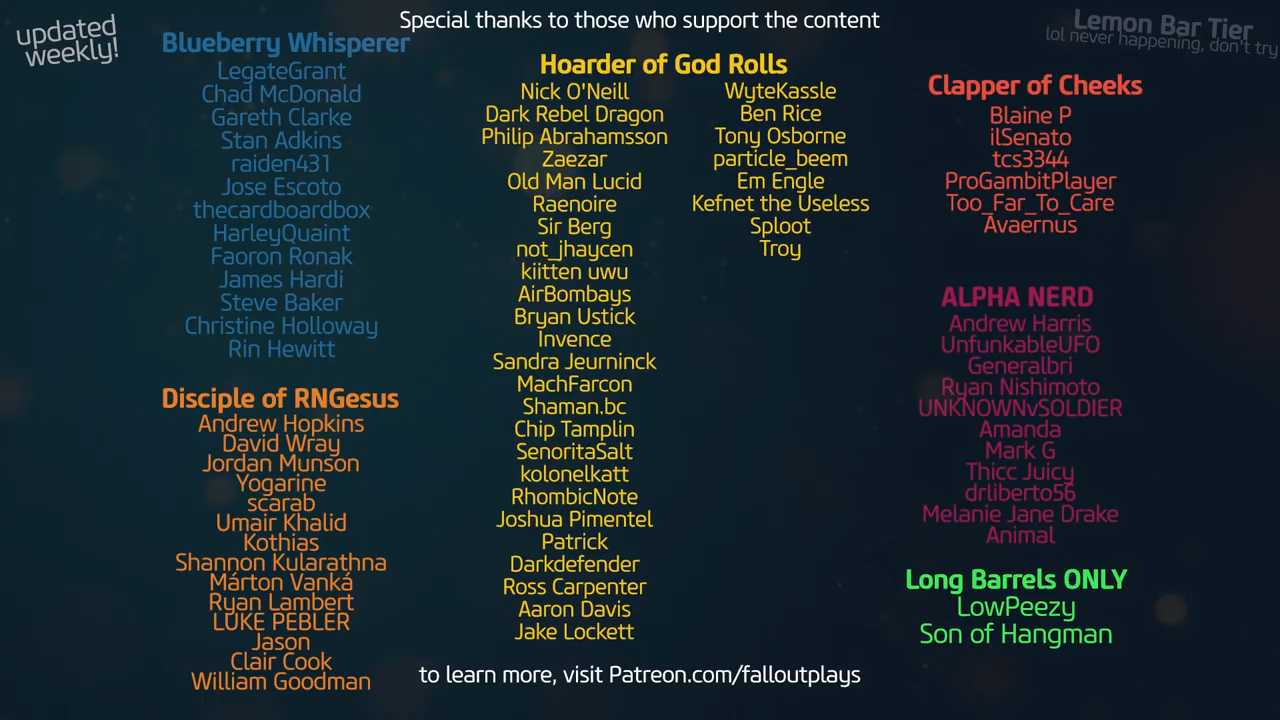 updated
weekly!
Special thanks to those who support the content
Blueberry Whisperer
LegateGrant
Chad McDonald
Gareth Clarke
Stan Adkins
raiden431
Jose Escoto
thecardboardbox
HarleyQuaint
Faoron Ronak
James Hardi
Steve Baker
Christine Holloway
Rin Hewitt
Disciple of RNGesus
Andrew Hopkins
David Wray
Jordan Munson
Yogarine
scarab
Umair Khalid
Kothias
Shannon Kularathna
Márton Vanká
Ryan Lambert
LUKE PEBLER
Jason
Clair Cook
William Goodman
Hoarder of God Rolls
Nick O'Neill
Dark Rebel Dragon
Philip Abrahamsson
Zaezar
Old Man Lucid
Raenoire
Sir Berg
not_jhaycen
kiitten uwu
AirBombays
Bryan Ustick
Invence
Sandra Jeurninck
MachFarcon
Shaman.bc
Chip Tamplin
SenoritaSalt
kolonelkatt
RhombicNote
Joshua Pimentel
Patrick
Darkdefender
Ross Carpenter
Aaron Davis
Jake Lockett
WyteKassle
Ben Rice
Tony Osborne
particle_beem
Em Engle
Kefnet the Useless
Sploot
Troy
Lemon Bar Tier
lol never happening, don't try
Clapper of Cheeks
Blaine P
ilSenato
tcs3344
ProGambitPlayer
Too_Far_To_Care
Avaernus
ALPHA NERD
Andrew Harris
UnfunkableUFO
Generalbri
Ryan Nishimoto
UNKNOWNvSOLDIER
Amanda
Mark G
Thicc Juicy
drliberto56
Melanie Jane Drake
Animal
Long Barrels ONLY
LowPeezy
Son of Hangman
to learn more, visit Patreon.com/falloutplays